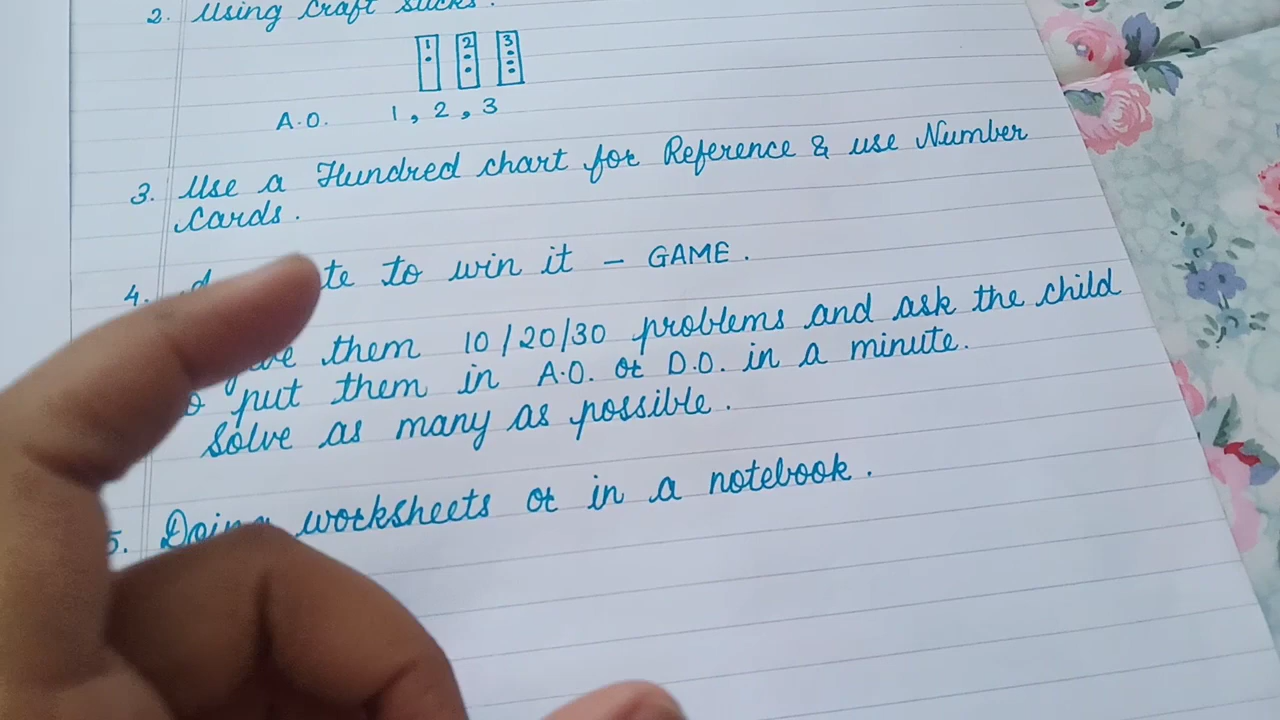 2. Using Craft sticks.
1 2 3
A.O. 1, 2, 3
3. Use a Hundred chart for Reference & use Number
Cards.
4. to win it - GAME.
them 10/20/30 problems and ask the child
put them in A.O. or D.O. in a minute.
Solve as many as possible.
5. Doing worksheets or in a notebook.